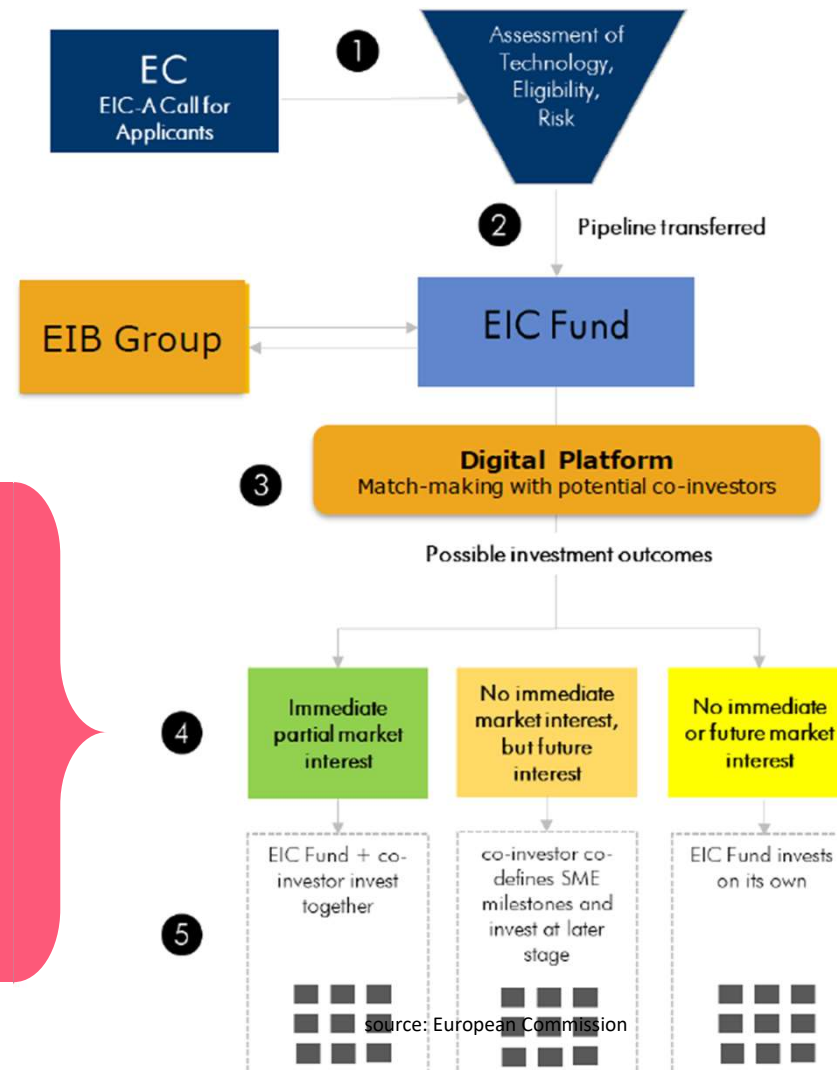 EC
EIC-A Call for
Applicants
1
Assessment of
Technology,
Eligibility,
Risk
2
Pipeline transferred
EIB Group
EIC Fund
3
Digital Platform
Match-making with potential co-investors
Possible investment outcomes
4
Immediate
partial market
interest
No immediate
market interest,
but future
interest
No immediate
or future market
interest
5
EIC Fund + co-
investor invest
together
co-investor co-
defines SME
milestones and
invest at later
stage
EIC Fund invests
on its own
source: European Commission